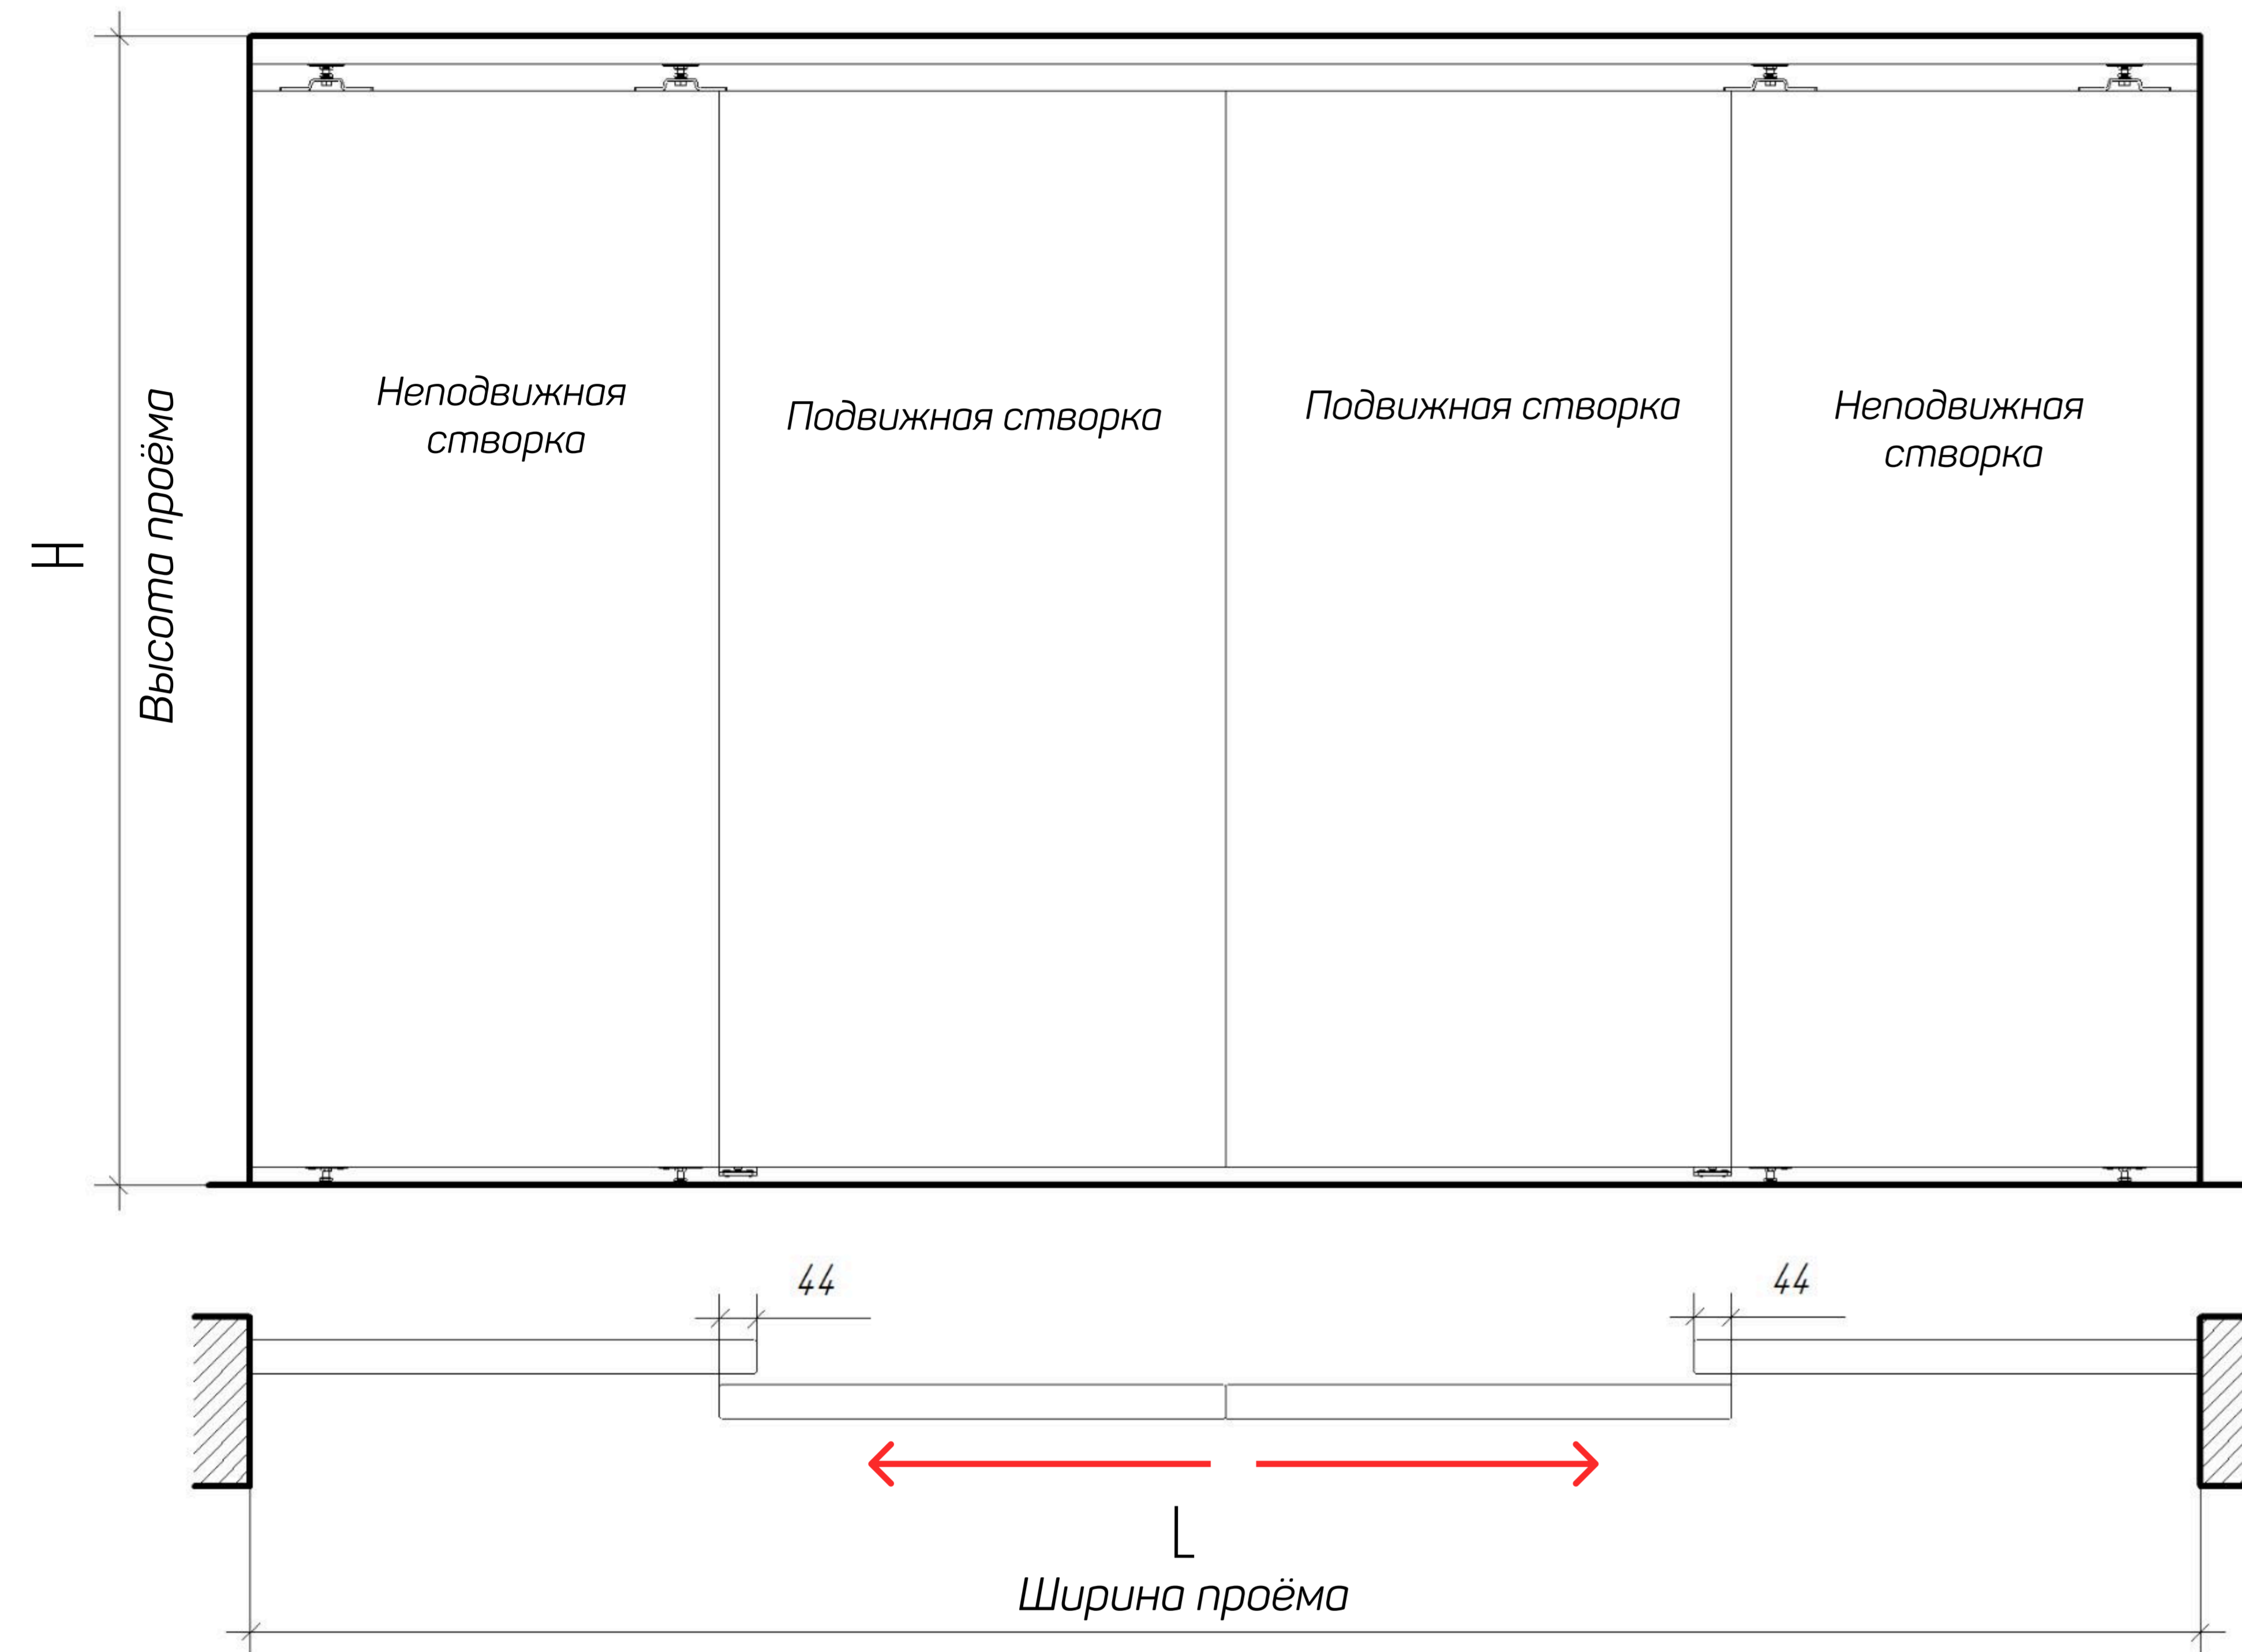 H
Высота проёма
Неподвижная
створка
Подвижная створка
Подвижная створка
Неподвижная
створка
44
44
L
Ширина проёма